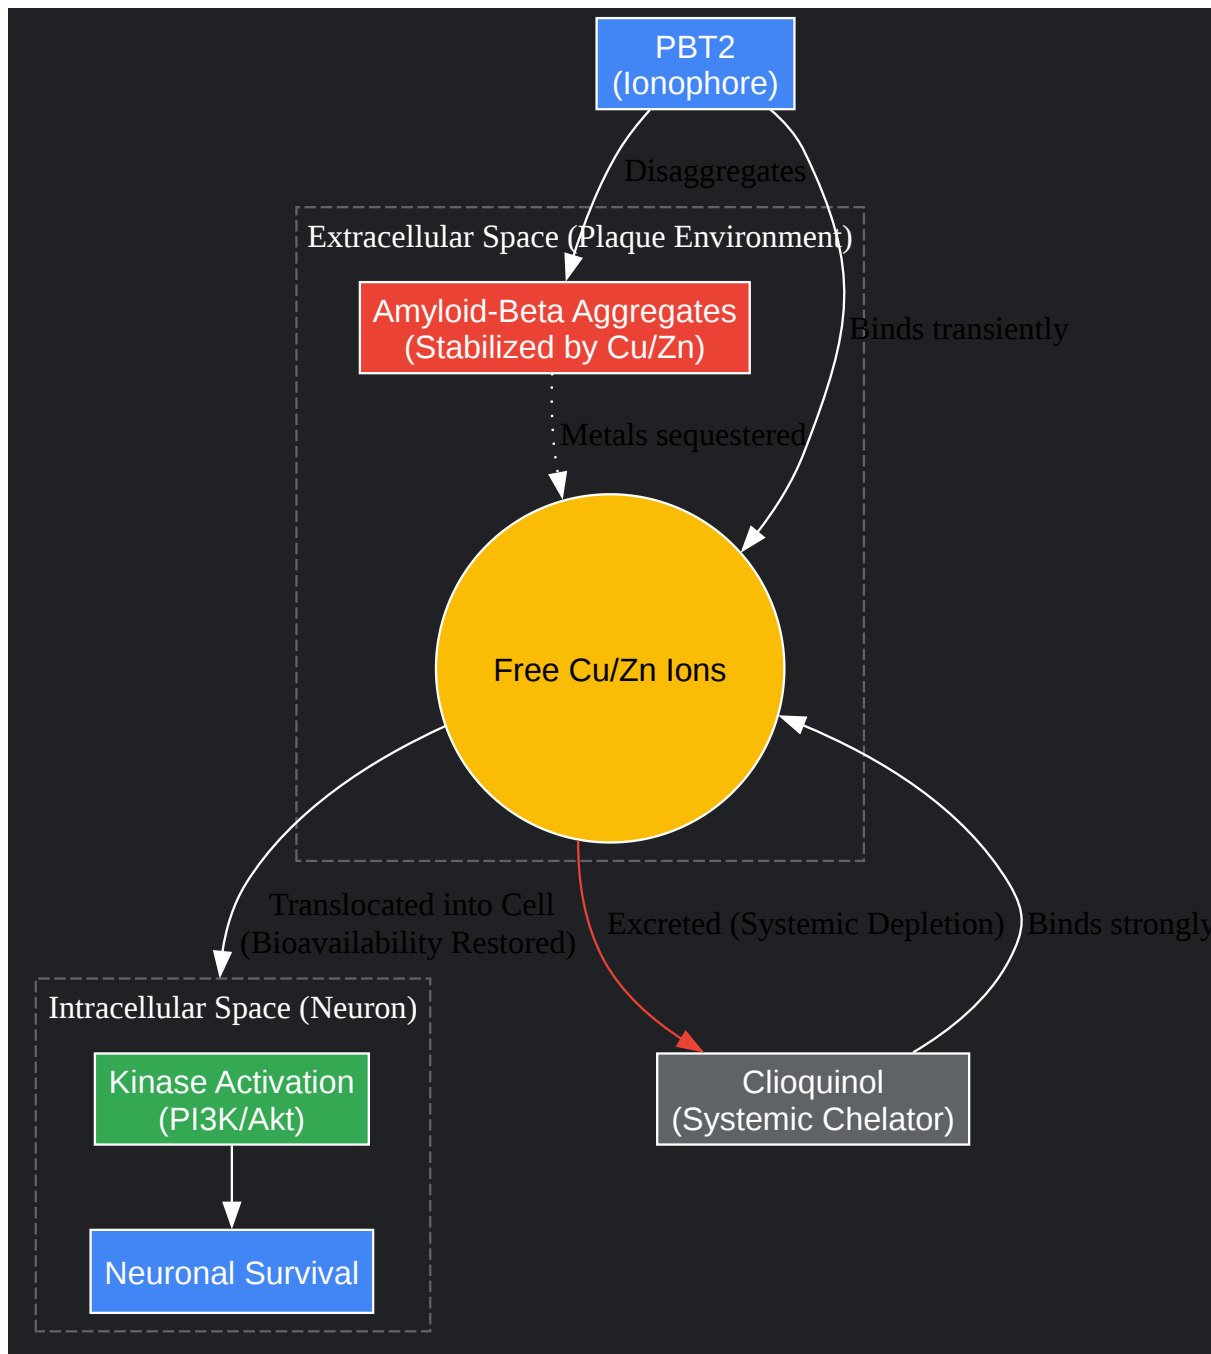 PBT2
(Ionophore)
Disaggregates
Extracellular Space (Plaque Environment)
Amyloid-Beta Aggregates
(Stabilized by Cu/Zn)
Binds transiently
Metals sequestered
Free Cu/Zn Ions
Translocated into Cell
(Bioavailability Restored)
Excreted (Systemic Depletion)
Binds strongly
Intracellular Space (Neuron)
Kinase Activation
(PI3K/Akt)
Clioquinol
(Systemic Chelator)
Neuronal Survival